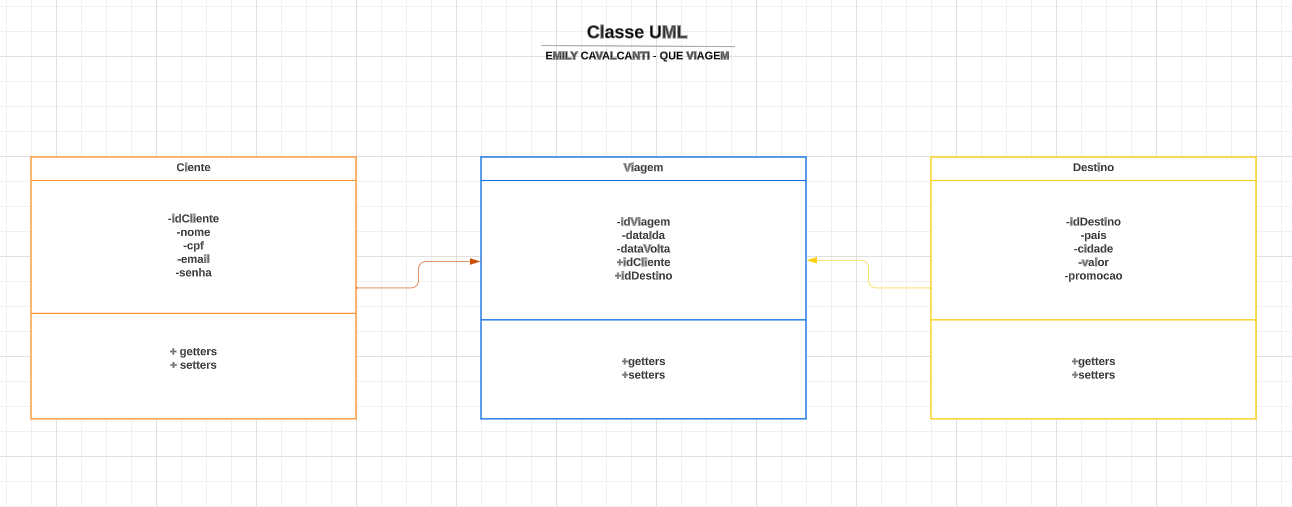 Classe UML
EMILY CAVALCANTI - QUE VIAGEM
Ciente
-idCliente
-nome
-cpf
-email
-senha
+ getters
+ setters
Viagem
-idViagem
-dataIda
-dataVolta
+idCliente
+idDestino
+getters
+setters
Destino
-idDestino
-país
-cidade
-valor
-promocao
+getters
+setters